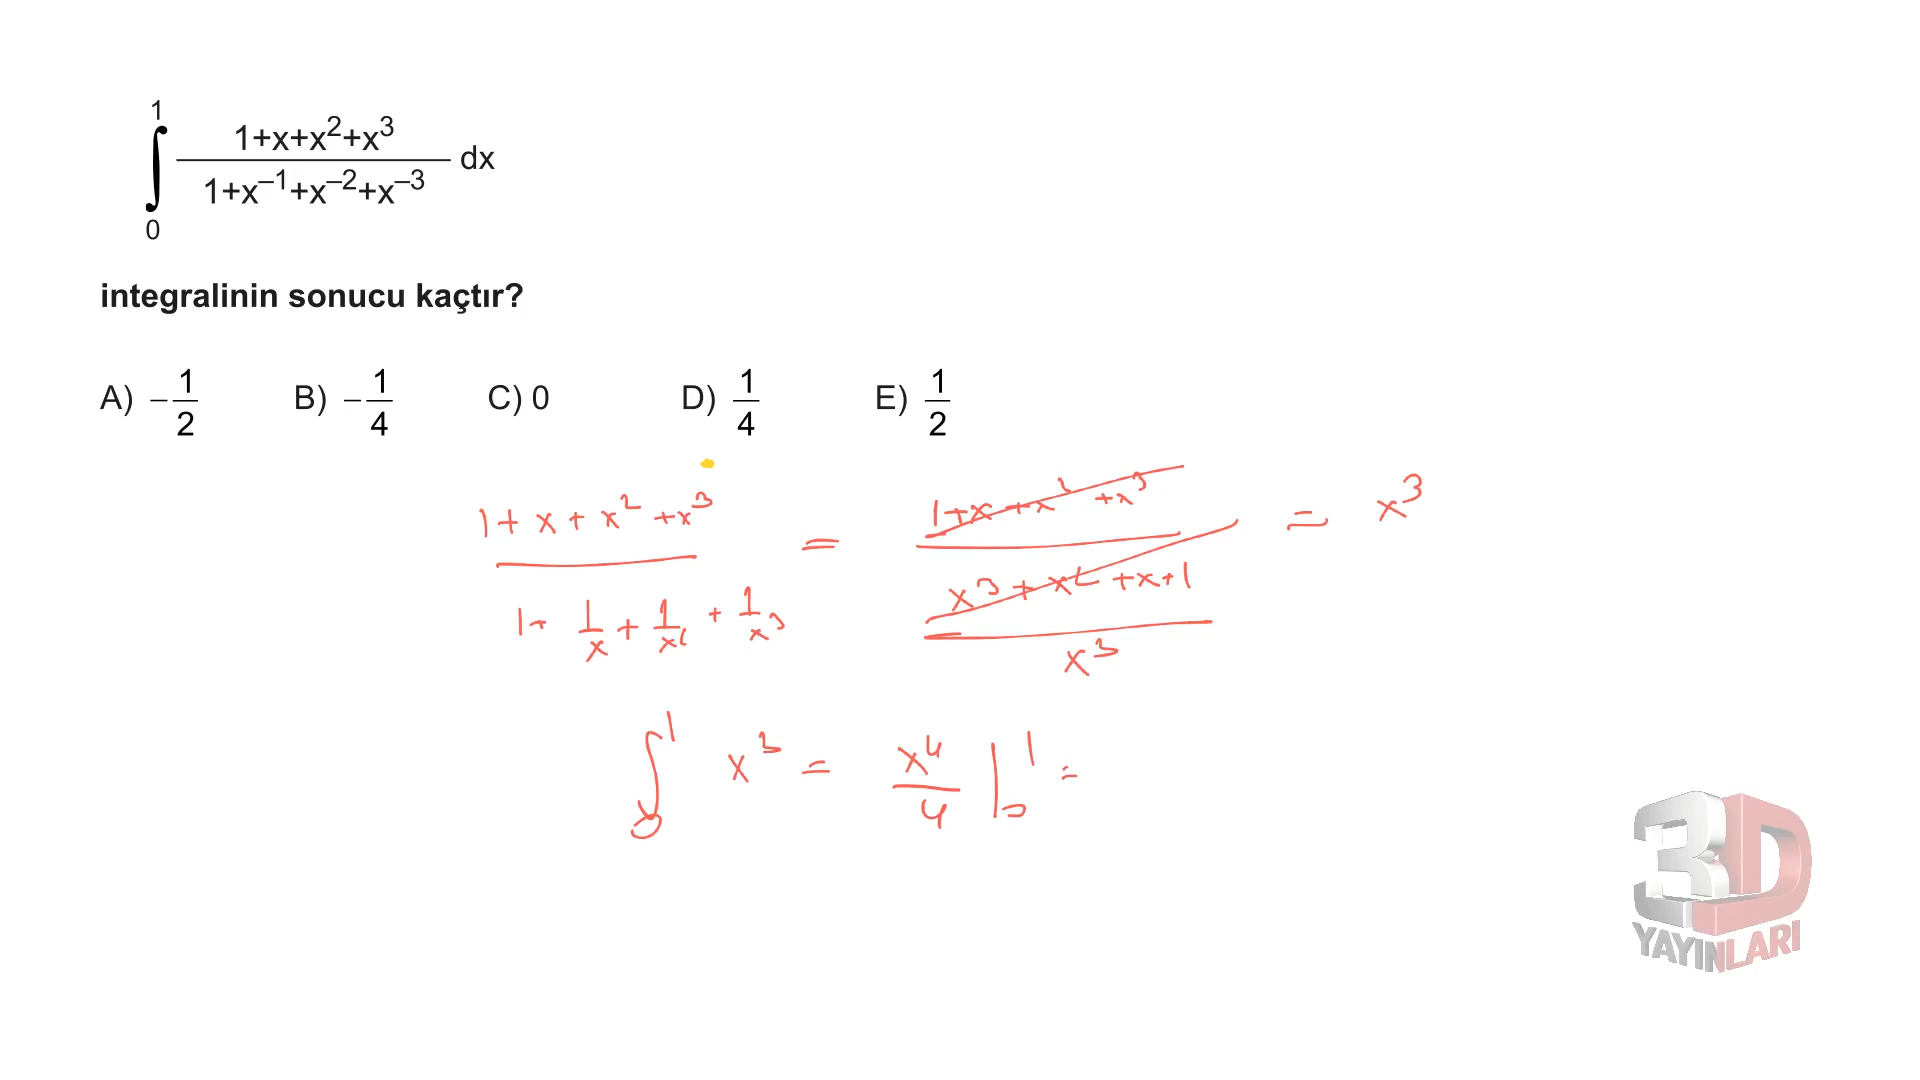 ∫₀¹ (1+x+x²+x³)/(1+x⁻¹+x⁻²+x⁻³) dx
integralinin sonucu kaçtır?
A) −1/2 B) −1/4 C) 0 D) 1/4 E) 1/2
(1+x+x²+x³)/(1+1/x+1/x²+1/x³) = (1+x+x²+x³)/((x³+x²+x+1)/x³) = x³
∫₀¹ x³ = x⁴/4 |₀¹ =
3D
YAYINLARI